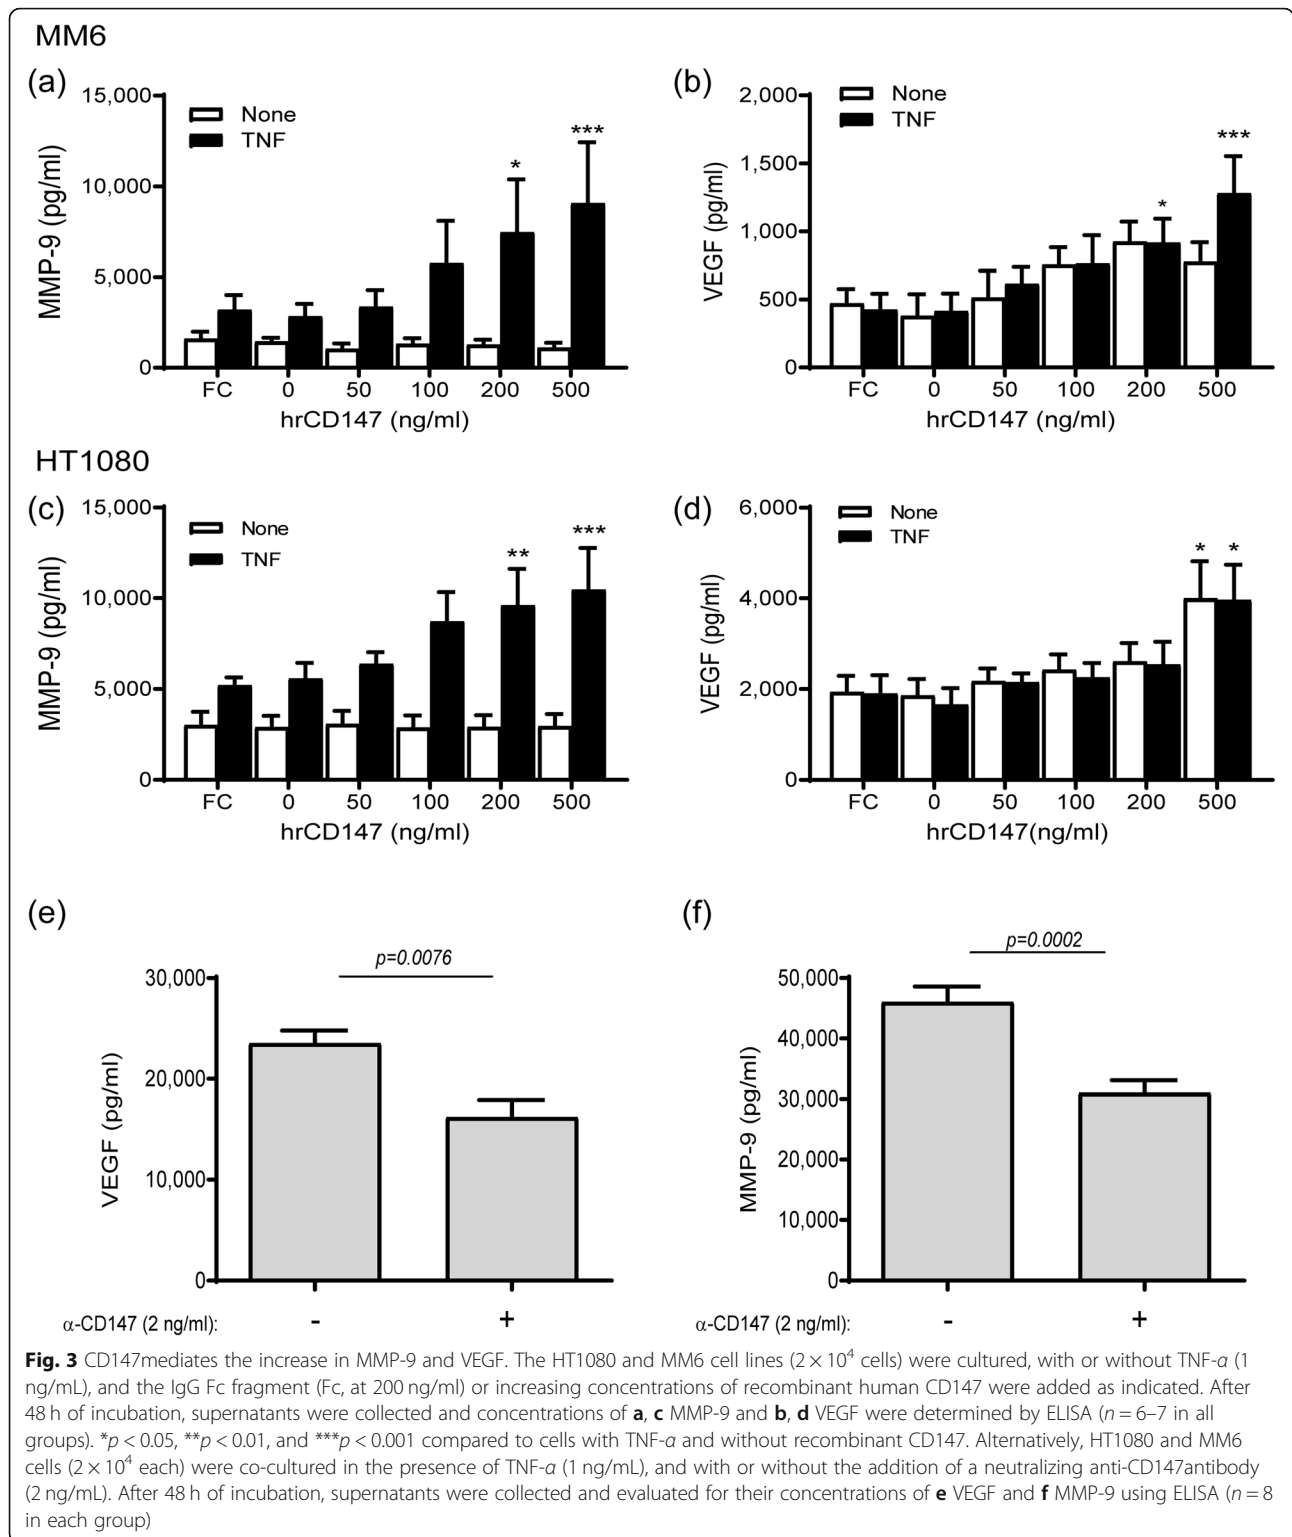 MM6
(a)
15,000
10,000
5,000
0
MMP-9 (pg/ml)
None
TNF
*
***
FC 0 50 100 200 500
hrCD147 (ng/ml)
(b)
2,000
1,500
1,000
500
0
VEGF (pg/ml)
None
TNF
*
***
FC 0 50 100 200 500
hrCD147 (ng/ml)
HT1080
(c)
15,000
10,000
5,000
0
MMP-9 (pg/ml)
None
TNF
**
***
FC 0 50 100 200 500
hrCD147 (ng/ml)
(d)
6,000
4,000
2,000
0
VEGF (pg/ml)
None
TNF
* *
FC 0 50 100 200 500
hrCD147(ng/ml)
(e)
p=0.0076
30,000
20,000
10,000
0
VEGF (pg/ml)
α-CD147 (2 ng/ml): - +
(f)
p=0.0002
50,000
40,000
30,000
20,000
10,000
0
MMP-9 (pg/ml)
α-CD147 (2 ng/ml): - +
Fig. 3 CD147mediates the increase in MMP-9 and VEGF. The HT1080 and MM6 cell lines (2 × 10⁴ cells) were cultured, with or without TNF-α (1
ng/mL), and the IgG Fc fragment (Fc, at 200 ng/ml) or increasing concentrations of recombinant human CD147 were added as indicated. After
48 h of incubation, supernatants were collected and concentrations of a, c MMP-9 and b, d VEGF were determined by ELISA (n = 6–7 in all
groups). *p < 0.05, **p < 0.01, and ***p < 0.001 compared to cells with TNF-α and without recombinant CD147. Alternatively, HT1080 and MM6
cells (2 × 10⁴ each) were co-cultured in the presence of TNF-α (1 ng/mL), and with or without the addition of a neutralizing anti-CD147antibody
(2 ng/mL). After 48 h of incubation, supernatants were collected and evaluated for their concentrations of e VEGF and f MMP-9 using ELISA (n = 8
in each group)